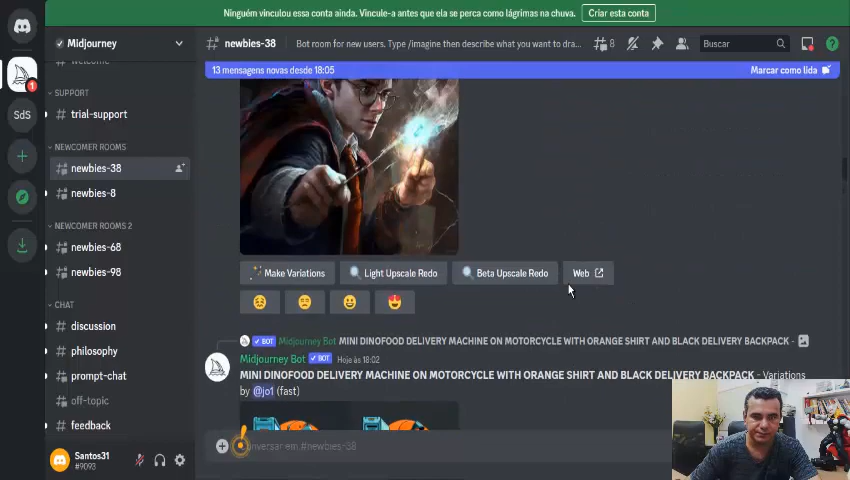 Ninguém vinculou essa conta ainda. Vincule-a antes que ela se perca como lágrimas na chuva. Criar esta conta
Midjourney
newbies-38 Bot room for new users. Type /imagine then describe what you want to dra... 8 Buscar
13 mensagens novas desde 18:05 Marcar como lida
1
SdS
welcome
SUPPORT
trial-support
NEWCOMER ROOMS
newbies-38
newbies-8
NEWCOMER ROOMS 2
newbies-68
newbies-98
CHAT
discussion
philosophy
prompt-chat
off-topic
feedback
Santos31
#9093
Make Variations Light Upscale Redo Beta Upscale Redo Web
BOT Midjourney Bot MINI DINOFOOD DELIVERY MACHINE ON MOTORCYCLE WITH ORANGE SHIRT AND BLACK DELIVERY BACKPACK -
Midjourney Bot BOT Hoje às 18:02
MINI DINOFOOD DELIVERY MACHINE ON MOTORCYCLE WITH ORANGE SHIRT AND BLACK DELIVERY BACKPACK - Variations
by @jo1 (fast)
onversar em #newbies-38